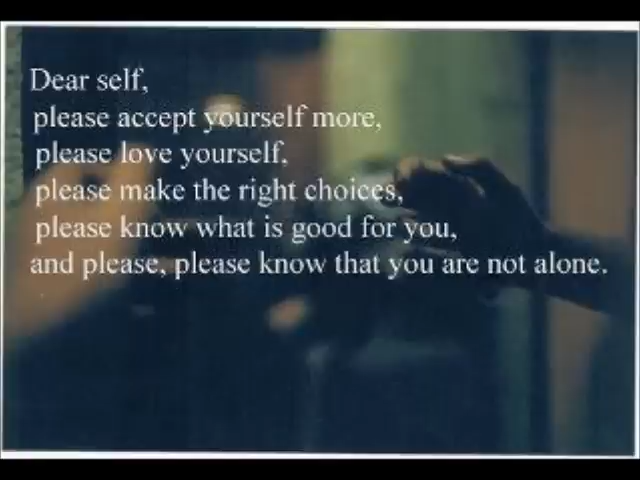 Dear self,
please accept yourself more,
please love yourself,
please make the right choices,
please know what is good for you,
and please, please know that you are not alone.